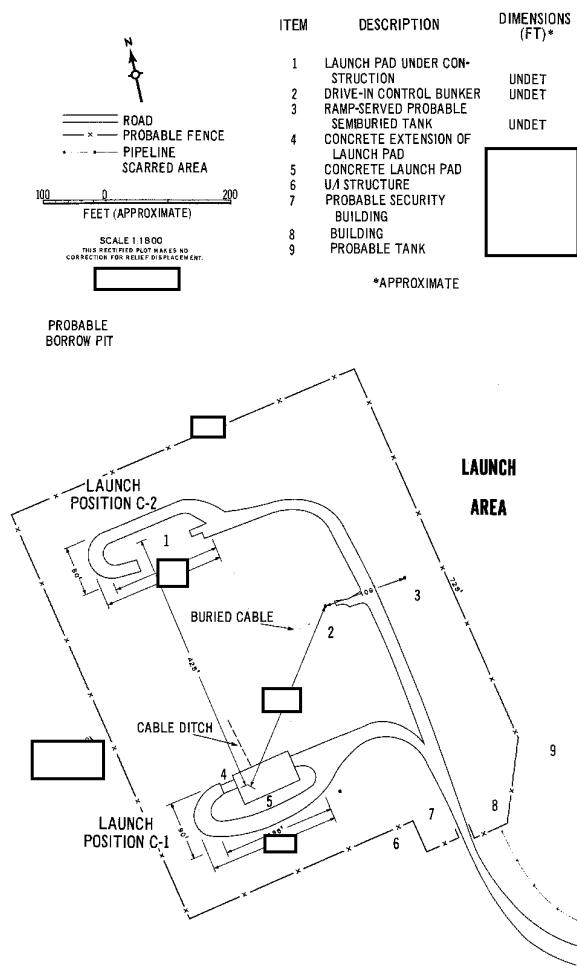 N
ROAD
PROBABLE FENCE
PIPELINE
SCARRED AREA
100 0 200
FEET (APPROXIMATE)
SCALE 1:1800
THIS RECTIFIED PLOT MAKES NO
CORRECTION FOR RELIEF DISPLACEMENT.
ITEM DESCRIPTION DIMENSIONS
(FT)*
1 LAUNCH PAD UNDER CON-
STRUCTION UNDET
2 DRIVE-IN CONTROL BUNKER UNDET
3 RAMP-SERVED PROBABLE
SEMIBURIED TANK UNDET
4 CONCRETE EXTENSION OF
LAUNCH PAD
5 CONCRETE LAUNCH PAD
6 U/I STRUCTURE
7 PROBABLE SECURITY
BUILDING
8 BUILDING
9 PROBABLE TANK
*APPROXIMATE
PROBABLE
BORROW PIT
LAUNCH
AREA
LAUNCH
POSITION C-2
1
80'
3
2
BURIED CABLE
725'
425'
CABLE DITCH
9
4
5
LAUNCH
POSITION C-1
90'
7
8
6